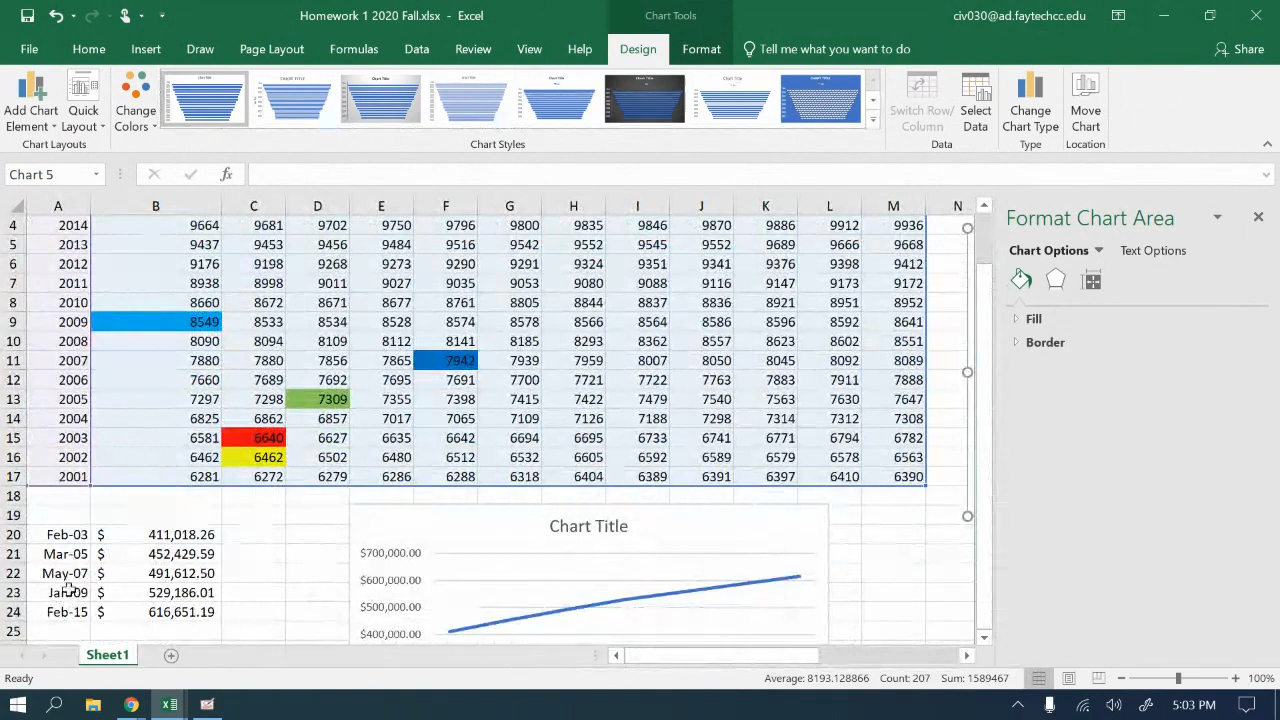 Homework 1 2020 Fall.xlsx - Excel
Chart Tools
civ030@ad.faytechcc.edu
File Home Insert Draw Page Layout Formulas Data Review View Help Design Format Tell me what you want to do Share
Add Chart Element
Quick Layout
Change Colors
Switch Row/ Column
Select Data
Change Chart Type
Move Chart
Chart Layouts Chart Styles Data Type Location
Chart 5
fx
A B C D E F G H I J K L M N
4 2014 9664 9681 9702 9750 9796 9800 9835 9846 9870 9886 9912 9936
5 2013 9437 9453 9456 9484 9516 9542 9552 9545 9552 9689 9666 9668
6 2012 9176 9198 9268 9273 9290 9291 9324 9351 9341 9376 9398 9412
7 2011 8938 8998 9011 9027 9035 9080 9088 9116 9147 9173 9172
8 2010 8660 8672 8671 8677 8761 8805 8844 8837 8836 8921 8951 8952
9 2009 8549 8533 8534 8528 8574 8578 8566 8564 8586 8596 8592 8641
10 2008 8090 8094 8109 8112 8141 8185 8293 8362 8557 8623 8602 8551
11 2007 7880 7880 7856 7865 7942 7939 7959 8007 8050 8045 8092 8089
12 2006 7660 7689 7692 7695 7691 7700 7721 7722 7763 7883 7911 7888
13 2005 7297 7298 7309 7355 7398 7415 7422 7479 7540 7563 7630 7647
14 2004 6825 6862 6857 7017 7065 7109 7126 7188 7298 7314 7312 7308
15 2003 6581 6640 6627 6635 6642 6694 6695 6733 6741 6771 6794 6782
16 2002 6462 6462 6502 6480 6512 6532 6605 6592 6589 6579 6578 6563
17 2001 6281 6272 6279 6286 6288 6318 6404 6389 6391 6397 6410 6390
18
19
20 Feb-03 $ 411,018.26
21 Mar-05 $ 452,429.59
22 May-07 $ 491,612.50
23 Jan-09 $ 529,186.01
24 Feb-15 $ 616,651.19
25
Chart Title
$700,000.00
$600,000.00
$500,000.00
$400,000.00
Format Chart Area
Chart Options Text Options
Fill
Border
Sheet1
Ready
Average: 8193.128866 Count: 207 Sum: 1589467
100%
5:03 PM